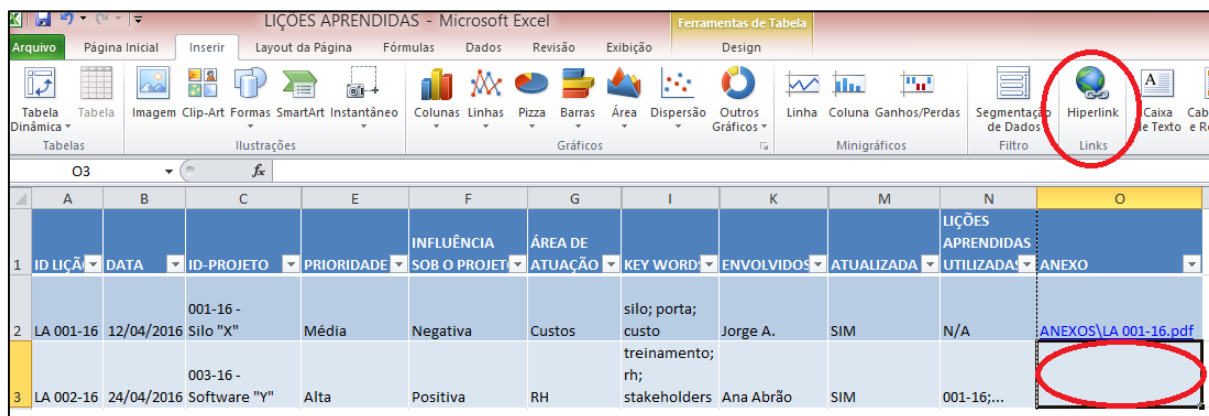 LIÇÕES APRENDIDAS - Microsoft Excel
Ferramentas de Tabela
Arquivo Página Inicial Inserir Layout da Página Fórmulas Dados Revisão Exibição Design
Tabela Dinâmica
Tabela
Imagem
Clip-Art
Formas
SmartArt
Instantâneo
Colunas
Linhas
Pizza
Barras
Área
Dispersão
Outros Gráficos
Linha
Coluna
Ganhos/Perdas
Segmentação de Dados
Hiperlink
A
Caixa de Texto
Tabelas Ilustrações Gráficos Minigráficos Filtro Links
O3 fx
A B C E F G I K M N O
1 ID LIÇÃ DATA ID-PROJETO PRIORIDADE
INFLUÊNCIA
SOB O PROJET
ÁREA DE
ATUAÇÃO
KEY WORD
ENVOLVIDOS
ATUALIZADA
LIÇÕES
APRENDIDAS
UTILIZADA
ANEXO
2 LA 001-16 12/04/2016
001-16 -
Silo "X"
Média Negativa Custos
silo; porta;
custo
Jorge A. SIM N/A ANEXOS\LA 001-16.pdf
3 LA 002-16 24/04/2016
003-16 -
Software "Y"
Alta Positiva RH
treinamento;
rh;
stakeholders
Ana Abrão SIM 001-16;...